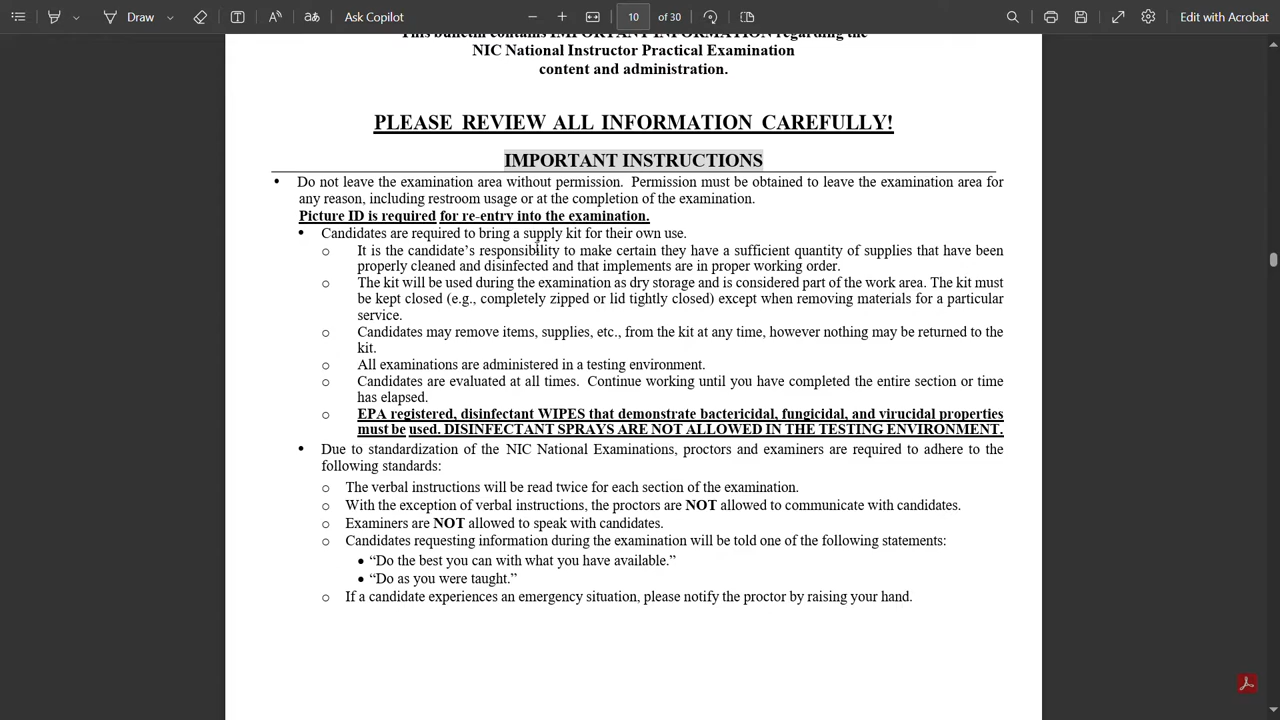 Draw
Ask Copilot
10 of 30
Edit with Acrobat
This bulletin contains IMPORTANT INFORMATION regarding the
NIC National Instructor Practical Examination
content and administration.
PLEASE REVIEW ALL INFORMATION CAREFULLY!
IMPORTANT INSTRUCTIONS
• Do not leave the examination area without permission. Permission must be obtained to leave the examination area for
any reason, including restroom usage or at the completion of the examination.
Picture ID is required for re-entry into the examination.
• Candidates are required to bring a supply kit for their own use.
o It is the candidate’s responsibility to make certain they have a sufficient quantity of supplies that have been
properly cleaned and disinfected and that implements are in proper working order.
o The kit will be used during the examination as dry storage and is considered part of the work area. The kit must
be kept closed (e.g., completely zipped or lid tightly closed) except when removing materials for a particular
service.
o Candidates may remove items, supplies, etc., from the kit at any time, however nothing may be returned to the
kit.
o All examinations are administered in a testing environment.
o Candidates are evaluated at all times. Continue working until you have completed the entire section or time
has elapsed.
o EPA registered, disinfectant WIPES that demonstrate bactericidal, fungicidal, and virucidal properties
must be used. DISINFECTANT SPRAYS ARE NOT ALLOWED IN THE TESTING ENVIRONMENT.
• Due to standardization of the NIC National Examinations, proctors and examiners are required to adhere to the
following standards:
o The verbal instructions will be read twice for each section of the examination.
o With the exception of verbal instructions, the proctors are NOT allowed to communicate with candidates.
o Examiners are NOT allowed to speak with candidates.
o Candidates requesting information during the examination will be told one of the following statements:
• “Do the best you can with what you have available.”
• “Do as you were taught.”
o If a candidate experiences an emergency situation, please notify the proctor by raising your hand.